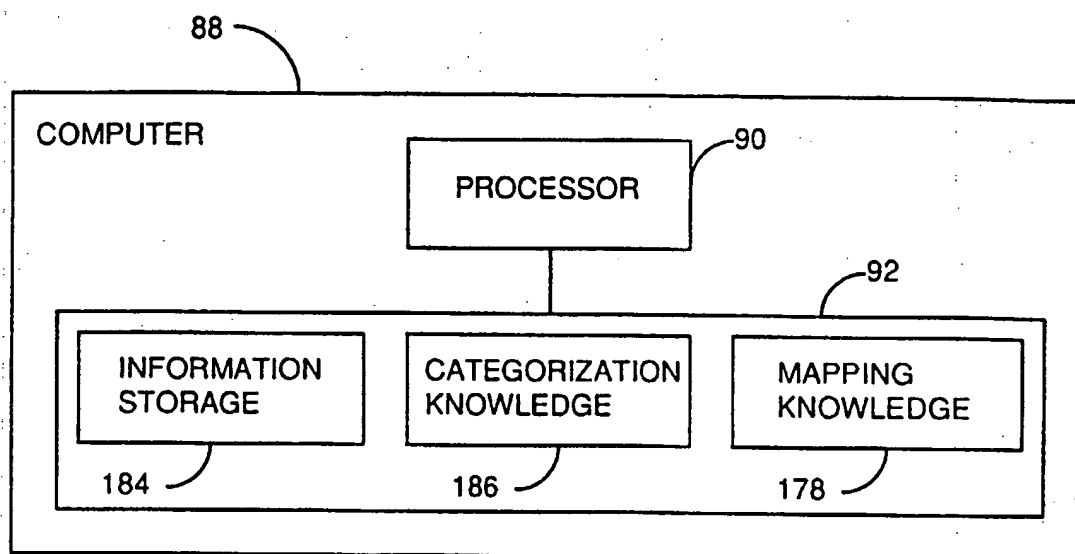 88
COMPUTER
90
PROCESSOR
92
INFORMATION
STORAGE
CATEGORIZATION
KNOWLEDGE
MAPPING
KNOWLEDGE
184
186
178